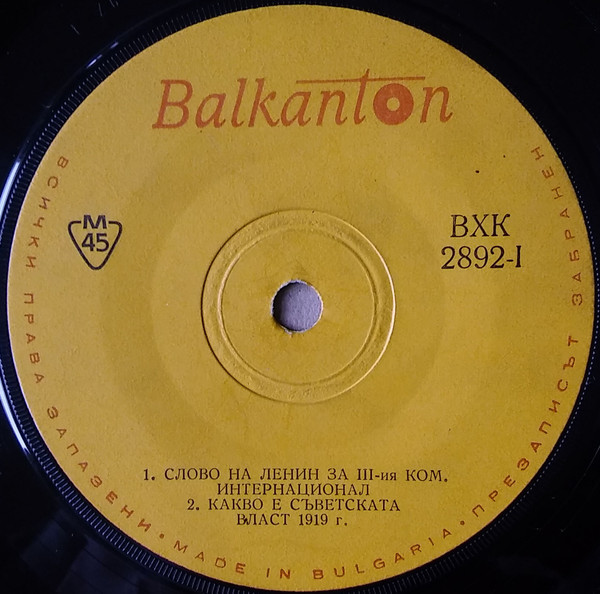 Balkanton
M
45
ВХК
2892-I
1. СЛОВО НА ЛЕНИН ЗА III-ия КОМ.
ИНТЕРНАЦИОНАЛ
2. КАКВО Е СЪВЕТСКАТА
ВЛАСТ 1919 г.
ВСИЧКИ ПРАВА ЗАПАЗЕНИ • MADE IN BULGARIA • ПРЕЗАПИСЪТ ЗАБРАНЕН